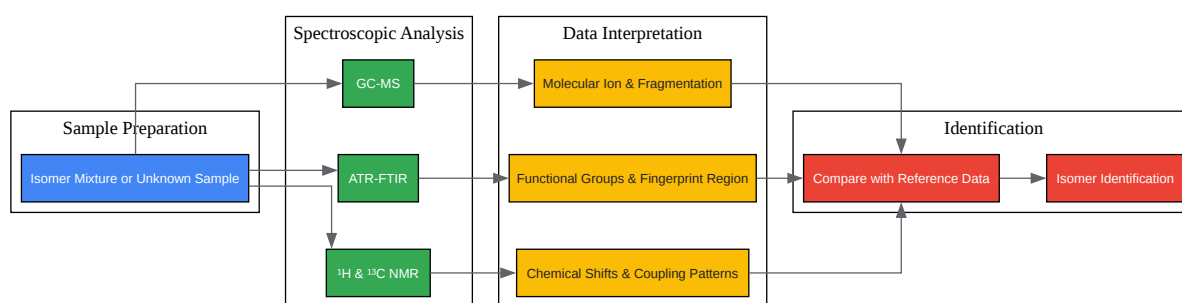 Spectroscopic Analysis
Data Interpretation
GC-MS
Molecular Ion & Fragmentation
Sample Preparation
Identification
Isomer Mixture or Unknown Sample
ATR-FTIR
Functional Groups & Fingerprint Region
Compare with Reference Data
Isomer Identification
¹H & ¹³C NMR
Chemical Shifts & Coupling Patterns